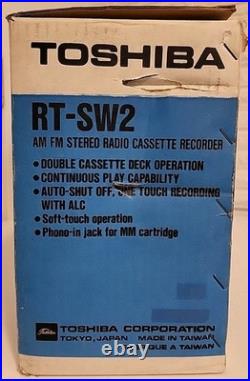 TOSHIBA
RT-SW2
AM FM STEREO RADIO CASSETTE RECORDER
• DOUBLE CASSETTE DECK OPERATION
• CONTINUOUS PLAY CAPABILITY
• AUTO-SHUT OFF, ONE TOUCH RECORDING
WITH ALC
• Soft-touch operation
• Phono-in jack for MM cartridge
TOSHIBA CORPORATION
TOKYO, JAPAN MADE IN TAIWAN
A TAIWAN